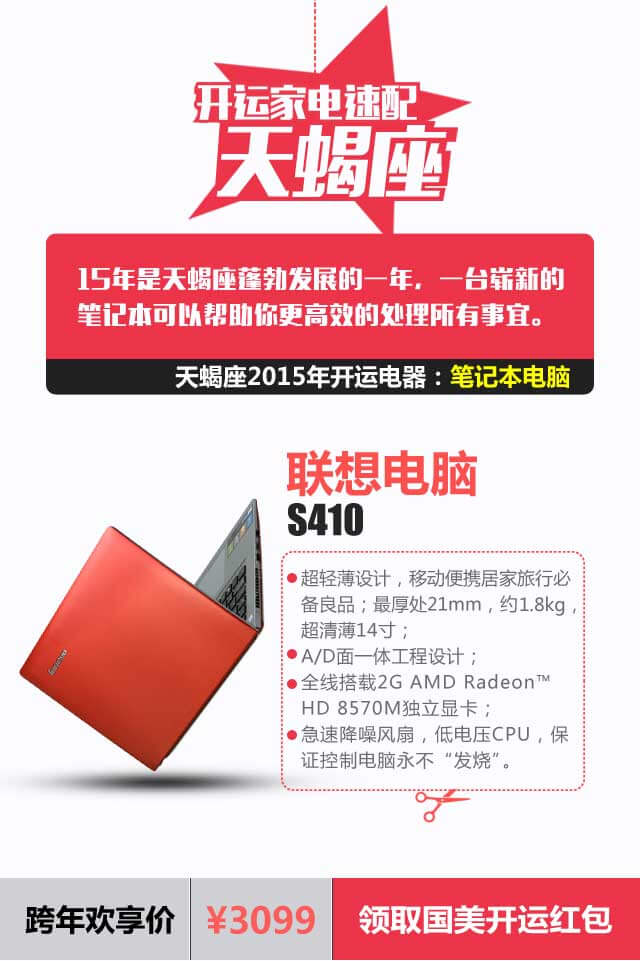 开运家电速配
天蝎座
15年是天蝎座蓬勃发展的一年，一台崭新的
笔记本可以帮助你更高效的处理所有事宜。
天蝎座2015年开运电器：笔记本电脑
联想电脑
S410
超轻薄设计，移动便携居家旅行必
备良品；最厚处21mm，约1.8kg，
超清薄14寸；
A/D面一体工程设计；
全线搭载2G AMD Radeon™
HD 8570M独立显卡；
急速降噪风扇，低电压CPU，保
证控制电脑永不“发烧”。
lenovo
跨年欢享价
¥3099
领取国美开运红包